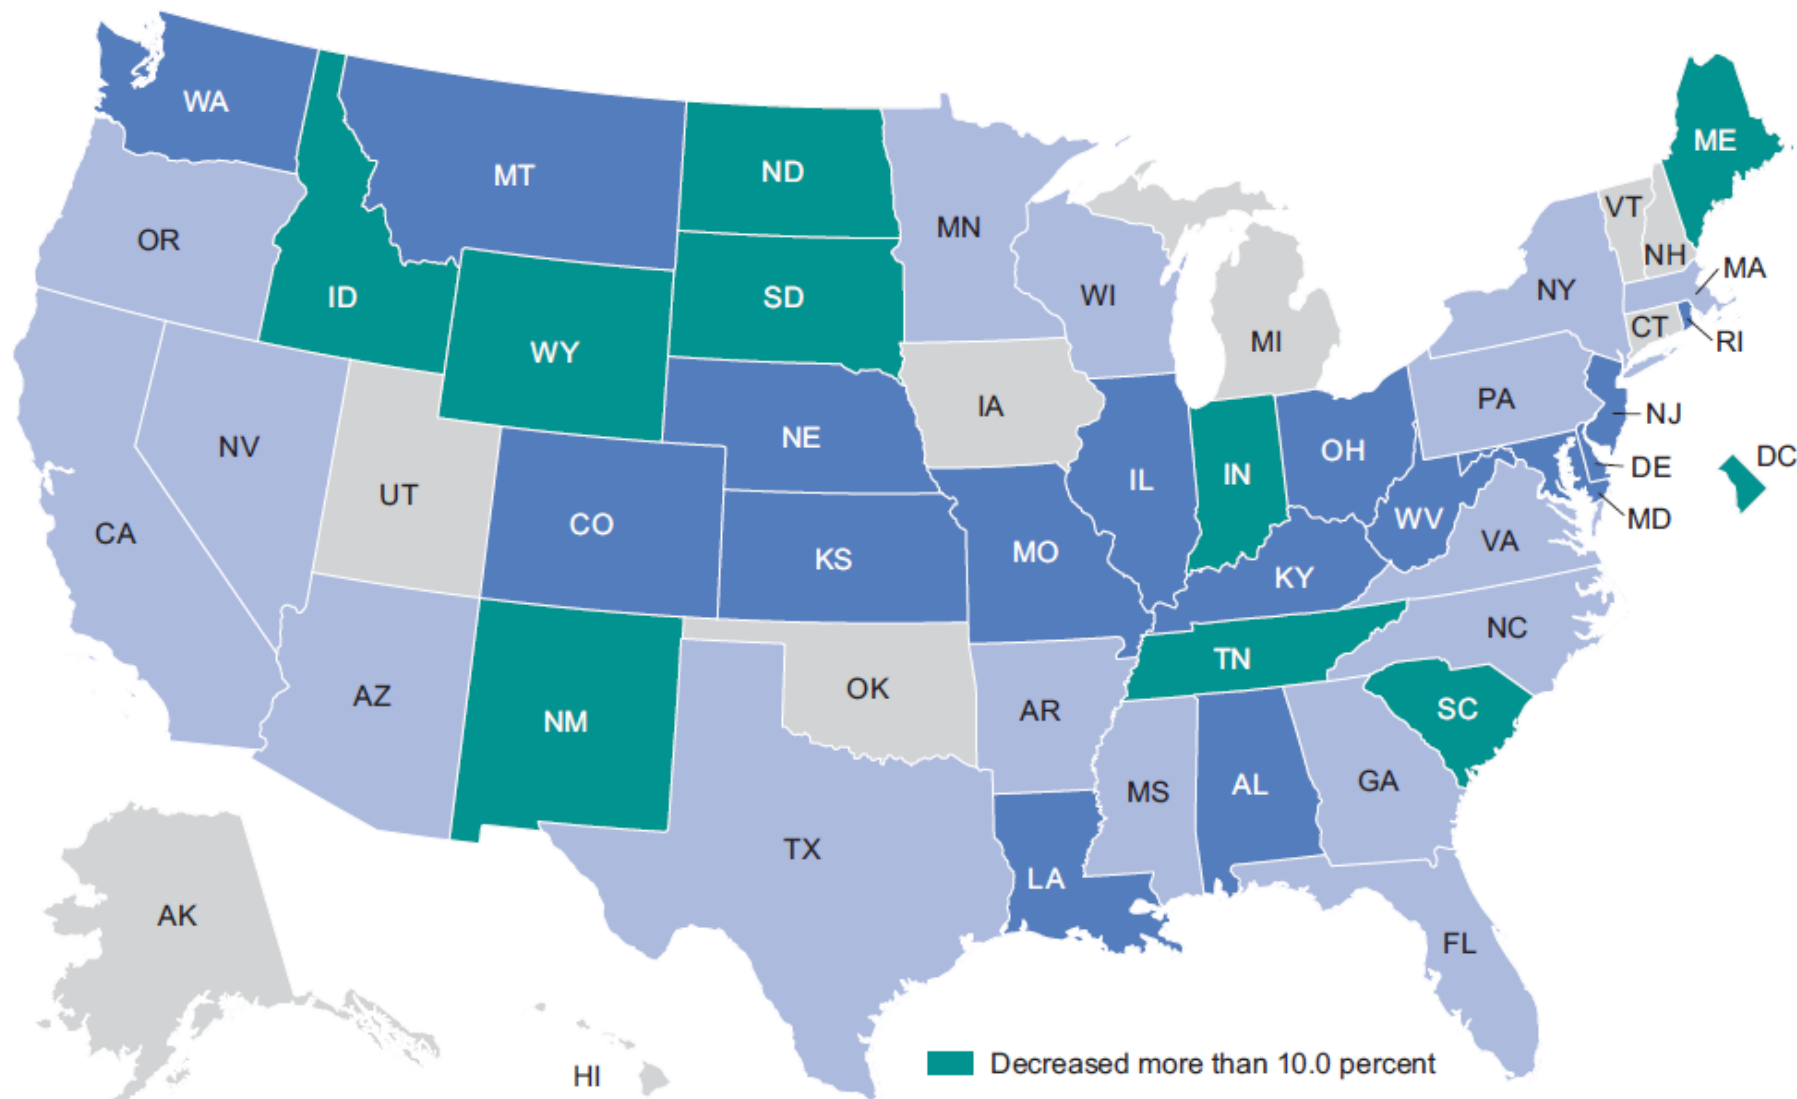 WA
MT
ND
ME
MN
VT
OR
NH
MA
ID
SD
WI
NY
CT
RI
WY
MI
IA
PA
NJ
NV
NE
OH
DE
DC
UT
IL
IN
WV
MD
CA
CO
KS
MO
VA
KY
NC
TN
AZ
OK
AR
SC
NM
MS
AL
GA
TX
LA
AK
FL
HI
Decreased more than 10.0 percent